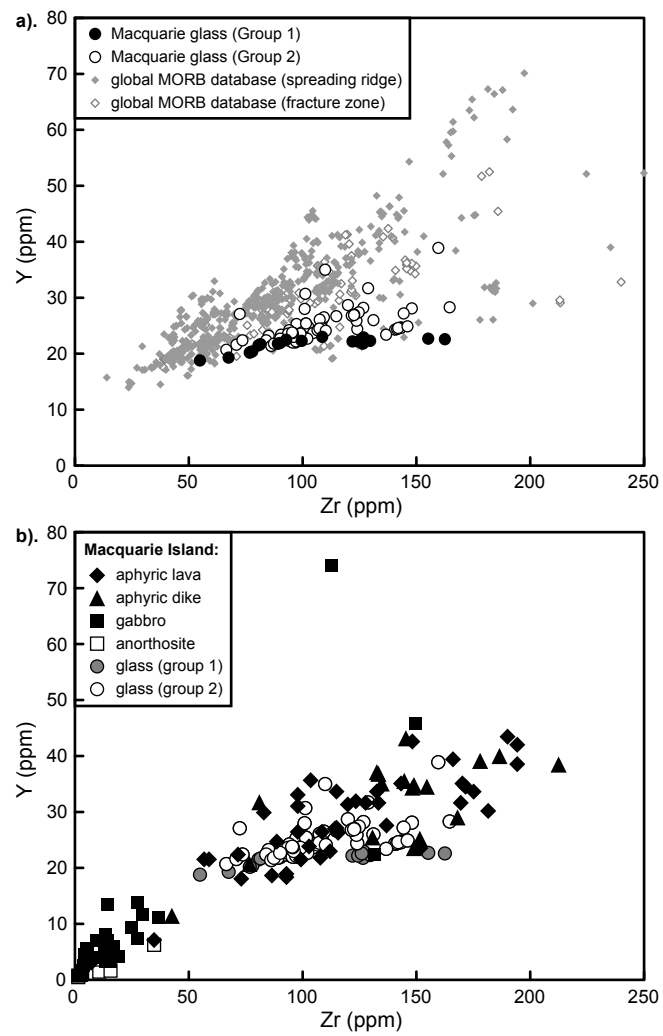 a).
80
70
60
50
40
30
20
10
0
Y (ppm)
Macquarie glass (Group 1)
Macquarie glass (Group 2)
global MORB database (spreading ridge)
global MORB database (fracture zone)
0 50 100 150 200 250
Zr (ppm)
b).
80
70
60
50
40
30
20
10
0
Y (ppm)
Macquarie Island:
aphyric lava
aphyric dike
gabbro
anorthosite
glass (group 1)
glass (group 2)
0 50 100 150 200 250
Zr (ppm)